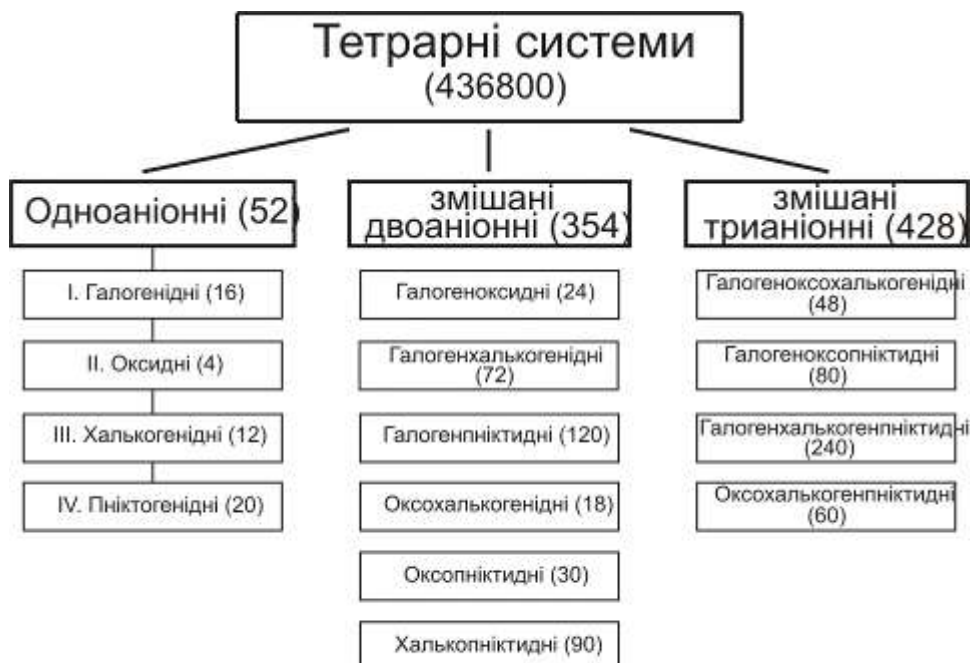 Тетрарні системи
(436800)
Одноаніонні (52)
змішані
двоаніонні (354)
змішані
трианіонні (428)
І. Галогенідні (16)
ІІ. Оксидні (4)
ІІІ. Халькогенідні (12)
IV. Пніктогенідні (20)
Галогеноксидні (24)
Галогенхалькогенідні
(72)
Галогенпніктидні (120)
Оксохалькогенідні (18)
Оксопніктидні (30)
Халькопніктидні (90)
Галогеноксохалькогенідні
(48)
Галогеноксопніктидні
(80)
Галогенхалькогенпніктидні
(240)
Оксохалькогенпніктидні
(60)